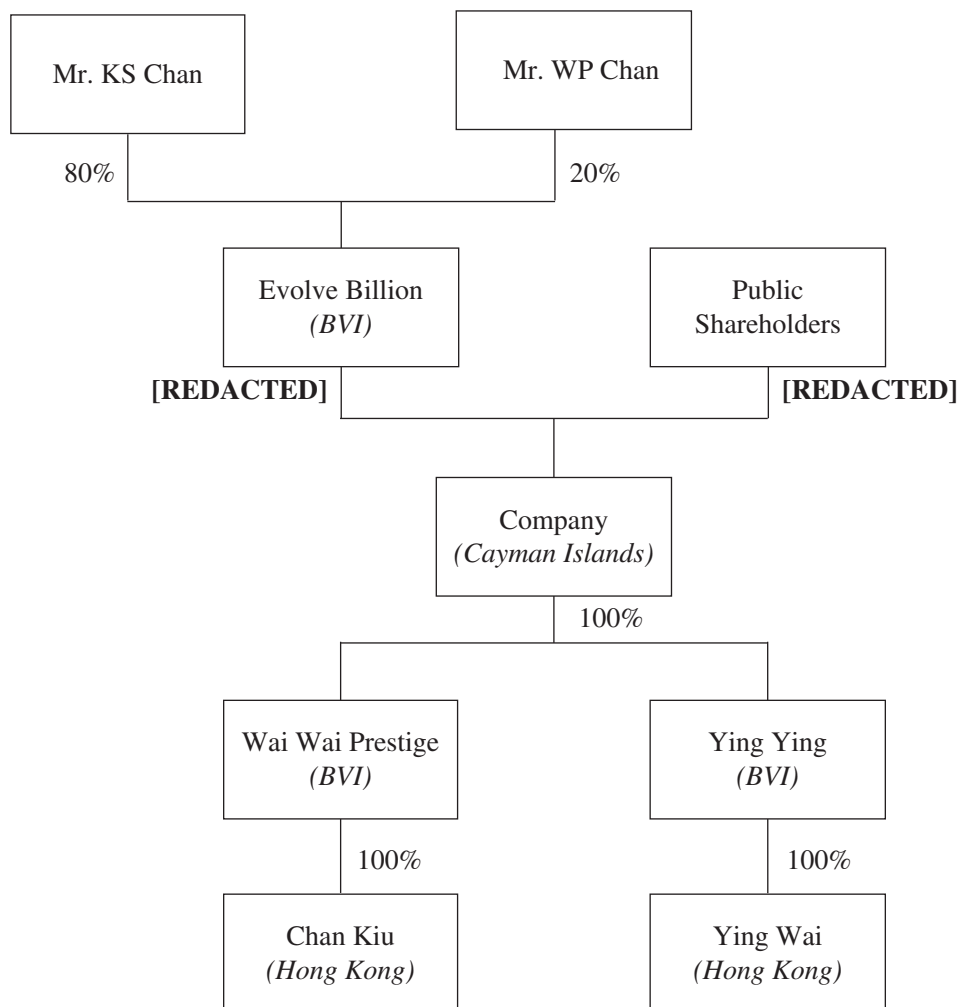 Mr. KS Chan
Mr. WP Chan
80%
20%
Evolve Billion
(BVI)
Public
Shareholders
[REDACTED]
[REDACTED]
Company
(Cayman Islands)
100%
Wai Wai Prestige
(BVI)
Ying Ying
(BVI)
100%
100%
Chan Kiu
(Hong Kong)
Ying Wai
(Hong Kong)